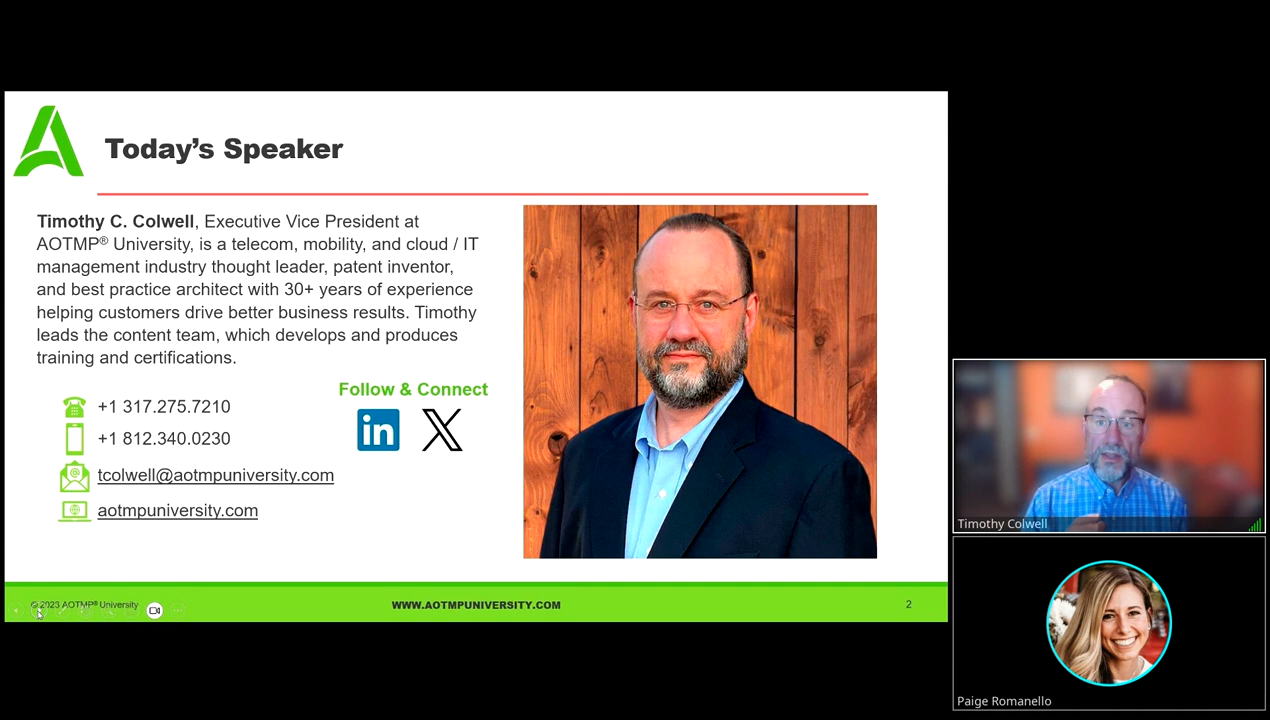 Today's Speaker
Timothy C. Colwell, Executive Vice President at
AOTMP® University, is a telecom, mobility, and cloud / IT
management industry thought leader, patent inventor,
and best practice architect with 30+ years of experience
helping customers drive better business results. Timothy
leads the content team, which develops and produces
training and certifications.
Follow & Connect
+1 317.275.7210
+1 812.340.0230
tcolwell@aotmpuniversity.com
aotmpuniversity.com
in
© 2023 AOTMP® University
WWW.AOTMPUNIVERSITY.COM
2
Timothy Colwell
Paige Romanello